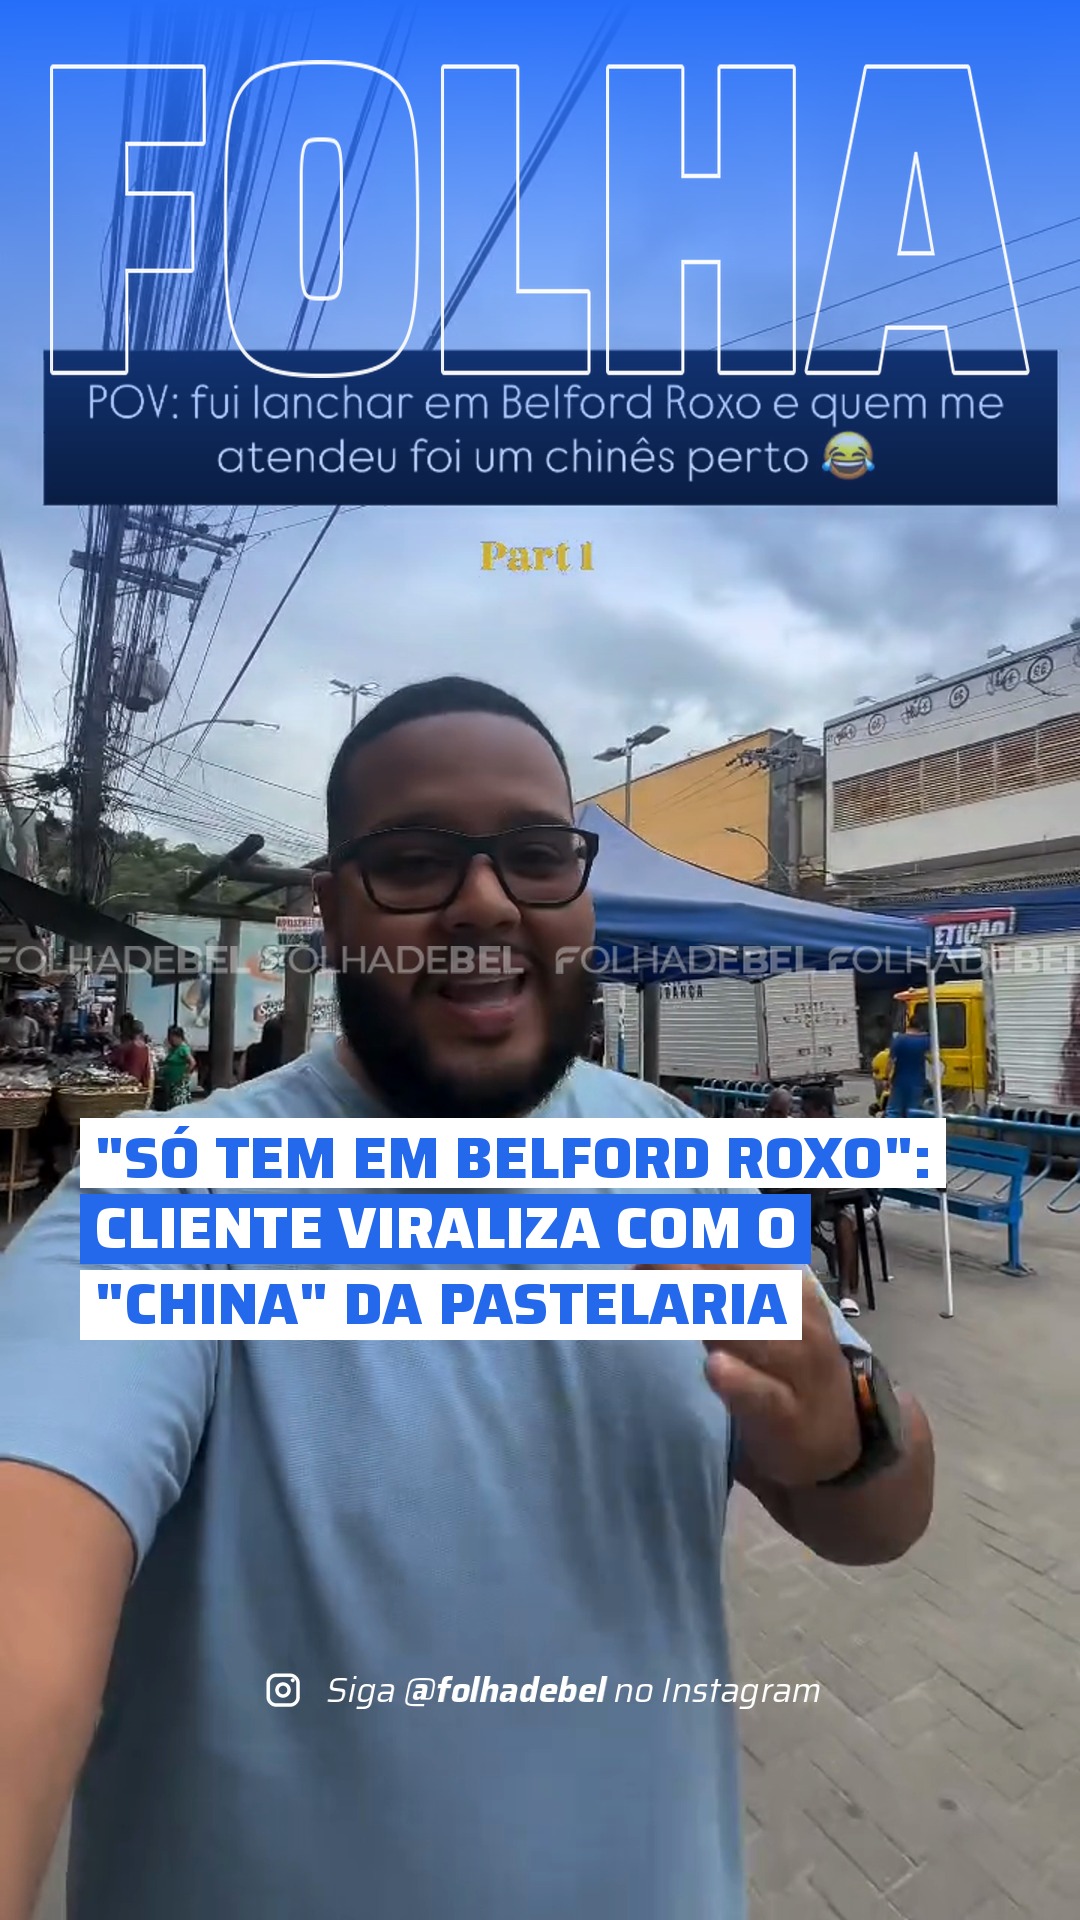 FOLHA
POV: fui lanchar em Belford Roxo e quem me
atendeu foi um chinês perto 😂
Part 1
ETIÇÃO!
FOLHADEBEL FOLHADEBEL FOLHADEBEL FOLHADEBEL
"SÓ TEM EM BELFORD ROXO":
CLIENTE VIRALIZA COM O
"CHINA" DA PASTELARIA
Siga @folhadebel no Instagram